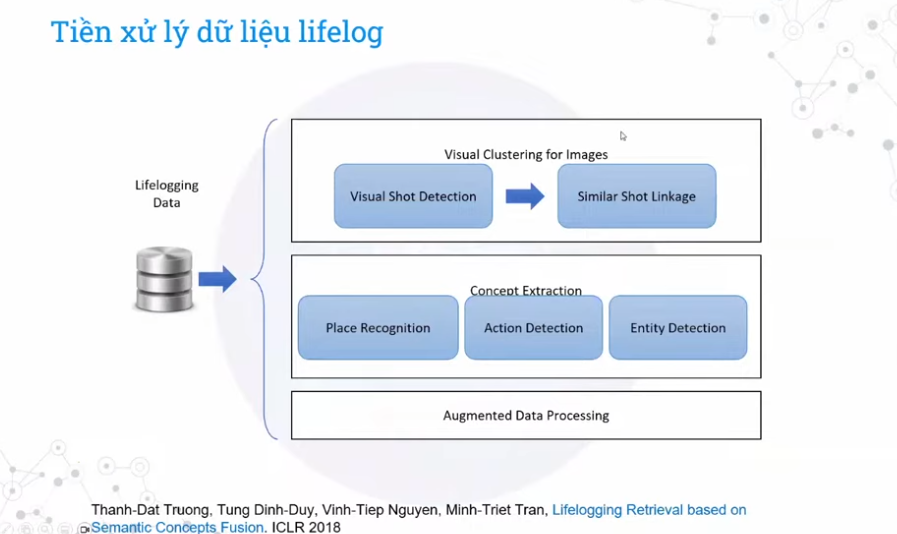 Tiền xử lý dữ liệu lifelog
Lifelogging
Data
Visual Clustering for Images
Visual Shot Detection
Similar Shot Linkage
Concept Extraction
Place Recognition
Action Detection
Entity Detection
Augmented Data Processing
Thanh-Dat Truong, Tung Dinh-Duy, Vinh-Tiep Nguyen, Minh-Triet Tran, Lifelogging Retrieval based on
Semantic Concepts Fusion. ICLR 2018